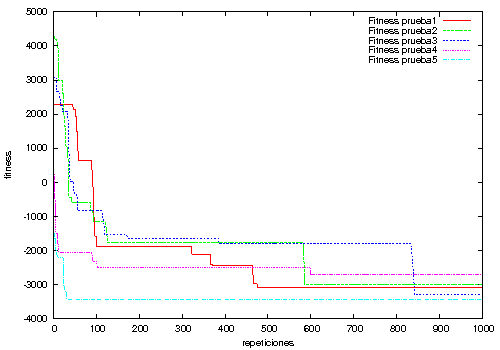 5000
4000
3000
2000
1000
0
-1000
-2000
-3000
-4000
fitness
Fitness prueba1
Fitness prueba2
Fitness prueba3
Fitness prueba4
Fitness prueba5
0 100 200 300 400 500 600 700 800 900 1000
repeticiones